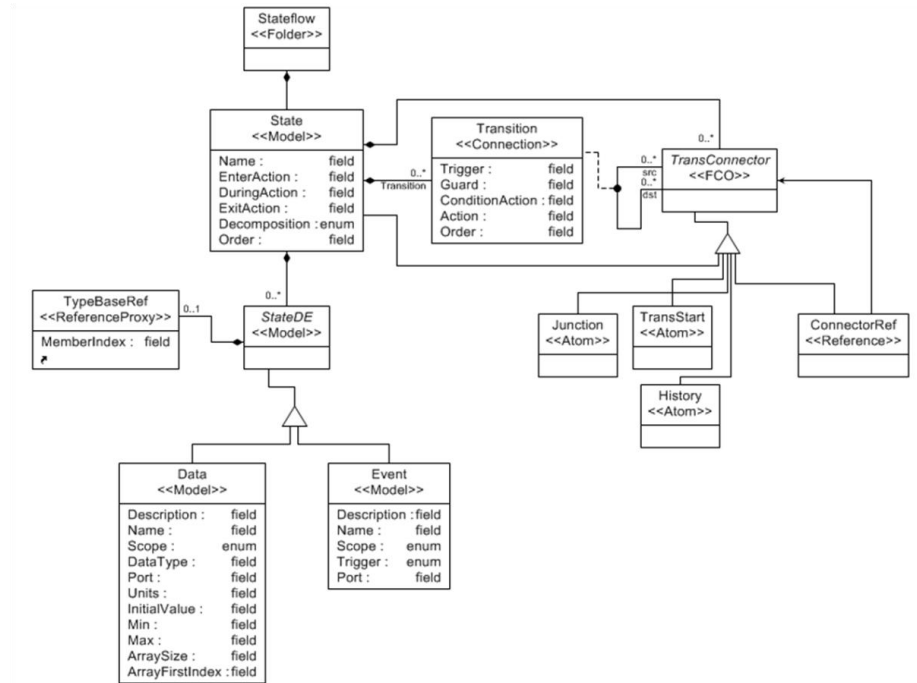 Stateflow
<<Folder>>
State
<<Model>>
Name : field
EnterAction : field
DuringAction : field
ExitAction : field
Decomposition : enum
Order : field
0..*
Transition
Transition
<<Connection>>
Trigger : field
Guard : field
ConditionAction : field
Action : field
Order : field
0..*
0..*
src
0..*
dst
TransConnector
<<FCO>>
0..*
TypeBaseRef
<<ReferenceProxy>>
MemberIndex : field
0..1
StateDE
<<Model>>
Junction
<<Atom>>
TransStart
<<Atom>>
ConnectorRef
<<Reference>>
History
<<Atom>>
Data
<<Model>>
Description : field
Name : field
Scope : enum
DataType : field
Port : field
Units : field
InitialValue : field
Min : field
Max : field
ArraySize : field
ArrayFirstIndex : field
Event
<<Model>>
Description : field
Name : field
Scope : enum
Trigger : enum
Port : field